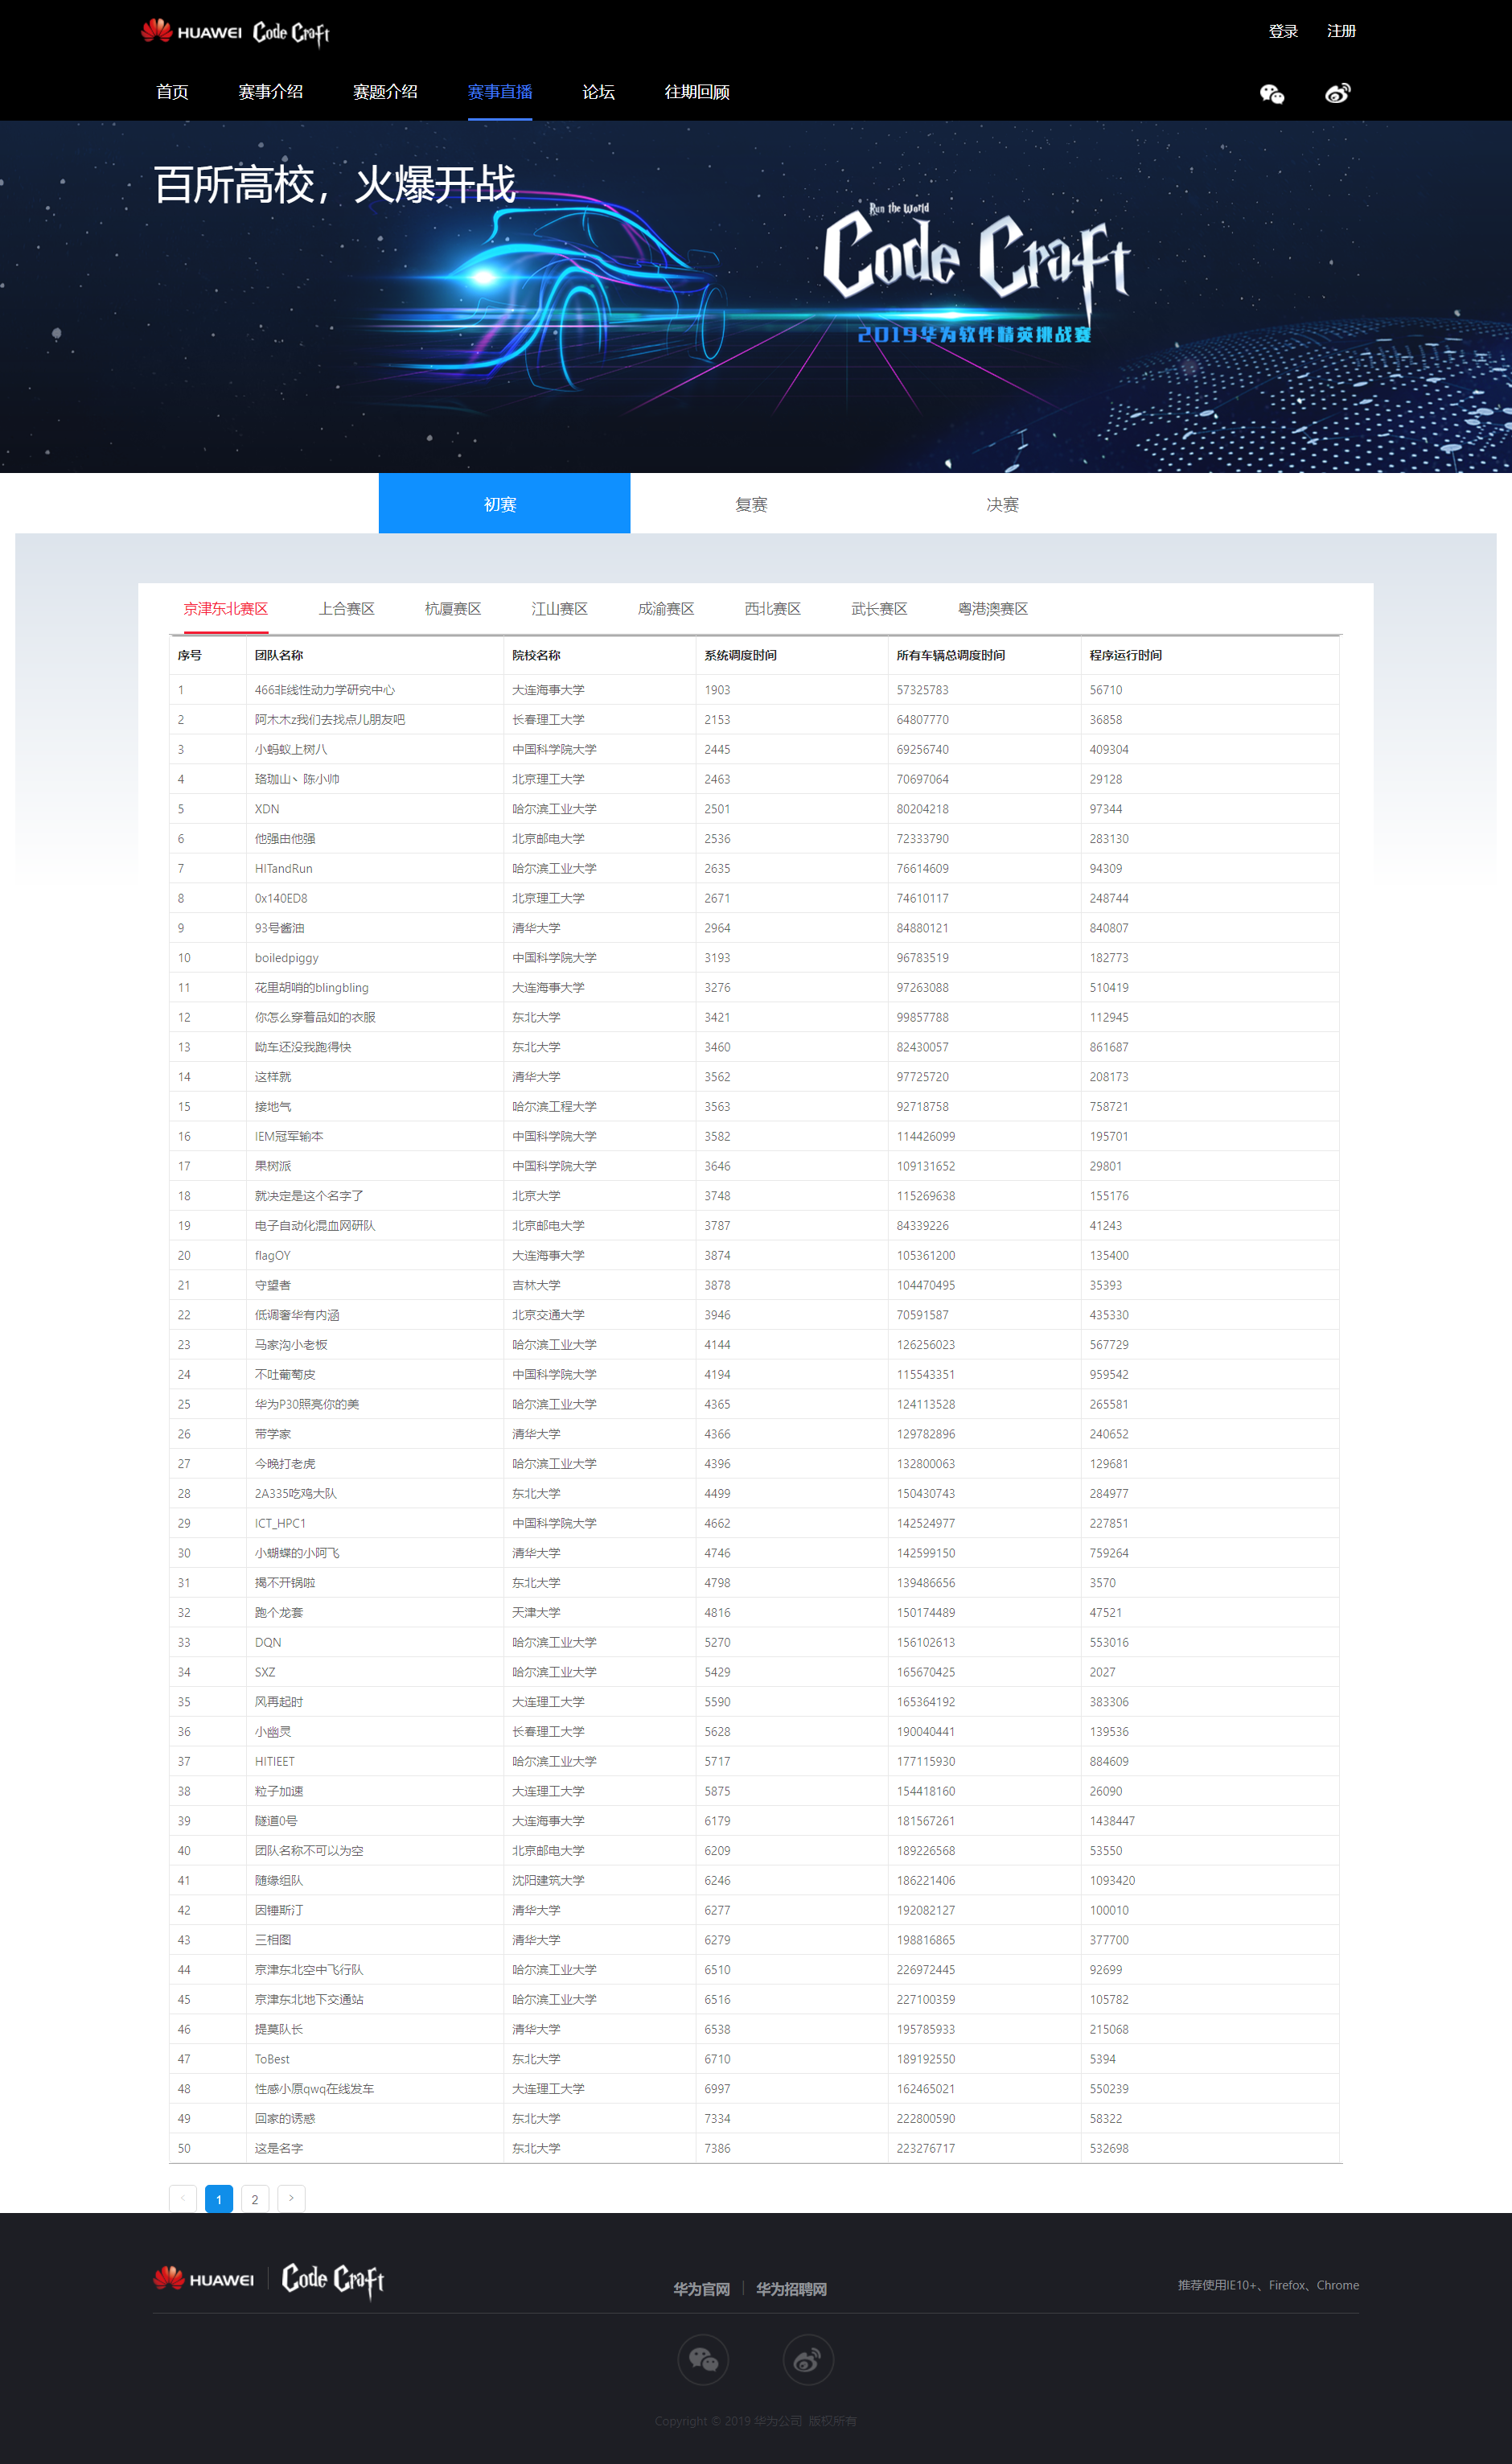 HUAWEI Code Craft
登录 注册
首页 赛事介绍 赛题介绍 赛事直播 论坛 往期回顾
百所高校，火爆开战
Run the World
Code Craft
2019华为软件精英挑战赛
初赛 复赛 决赛
京津东北赛区 上合赛区 杭厦赛区 江山赛区 成渝赛区 西北赛区 武长赛区 粤港澳赛区
序号 团队名称 院校名称 系统调度时间 所有车辆总调度时间 程序运行时间
1 466非线性动力学研究中心 大连海事大学 1903 57325783 56710
2 阿木木z我们去找点儿朋友吧 长春理工大学 2153 64807770 36858
3 小蚂蚁上树八 中国科学院大学 2445 69256740 409304
4 珞珈山丶陈小帅 北京理工大学 2463 70697064 29128
5 XDN 哈尔滨工业大学 2501 80204218 97344
6 他强由他强 北京邮电大学 2536 72333790 283130
7 HITandRun 哈尔滨工业大学 2635 76614609 94309
8 0x140ED8 北京理工大学 2671 74610117 248744
9 93号酱油 清华大学 2964 84880121 840807
10 boiledpiggy 中国科学院大学 3193 96783519 182773
11 花里胡哨的blingbling 大连海事大学 3276 97263088 510419
12 你怎么穿着品如的衣服 东北大学 3421 99857788 112945
13 呦车还没我跑得快 东北大学 3460 82430057 861687
14 这样就 清华大学 3562 97725720 208173
15 接地气 哈尔滨工程大学 3563 92718758 758721
16 IEM冠军输本 中国科学院大学 3582 114426099 195701
17 果树派 中国科学院大学 3646 109131652 29801
18 就决定是这个名字了 北京大学 3748 115269638 155176
19 电子自动化混血网研队 北京邮电大学 3787 84339226 41243
20 flagOY 大连海事大学 3874 105361200 135400
21 守望者 吉林大学 3878 104470495 35393
22 低调奢华有内涵 北京交通大学 3946 70591587 435330
23 马家沟小老板 哈尔滨工业大学 4144 126256023 567729
24 不吐葡萄皮 中国科学院大学 4194 115543351 959542
25 华为P30照亮你的美 哈尔滨工业大学 4365 124113528 265581
26 带学家 清华大学 4366 129782896 240652
27 今晚打老虎 哈尔滨工业大学 4396 132800063 129681
28 2A335吃鸡大队 东北大学 4499 150430743 284977
29 ICT_HPC1 中国科学院大学 4662 142524977 227851
30 小蝴蝶的小阿飞 清华大学 4746 142599150 759264
31 揭不开锅啦 东北大学 4798 139486656 3570
32 跑个龙套 天津大学 4816 150174489 47521
33 DQN 哈尔滨工业大学 5270 156102613 553016
34 SXZ 哈尔滨工业大学 5429 165670425 2027
35 风再起时 大连理工大学 5590 165364192 383306
36 小幽灵 长春理工大学 5628 190040441 139536
37 HITIEET 哈尔滨工业大学 5717 177115930 884609
38 粒子加速 大连理工大学 5875 154418160 26090
39 隧道0号 大连海事大学 6179 181567261 1438447
40 团队名称不可以为空 北京邮电大学 6209 189226568 53550
41 随缘组队 沈阳建筑大学 6246 186221406 1093420
42 因锤斯汀 清华大学 6277 192082127 100010
43 三相图 清华大学 6279 198816865 377700
44 京津东北空中飞行队 哈尔滨工业大学 6510 226972445 92699
45 京津东北地下交通站 哈尔滨工业大学 6516 227100359 105782
46 提莫队长 清华大学 6538 195785933 215068
47 ToBest 东北大学 6710 189192550 5394
48 性感小原qwq在线发车 大连理工大学 6997 162465021 550239
49 回家的诱惑 东北大学 7334 222800590 58322
50 这是名字 东北大学 7386 223276717 532698
< 1 2 >
HUAWEI Code Craft
华为官网 华为招聘网
推荐使用IE10+、Firefox、Chrome
Copyright © 2019 华为公司 版权所有